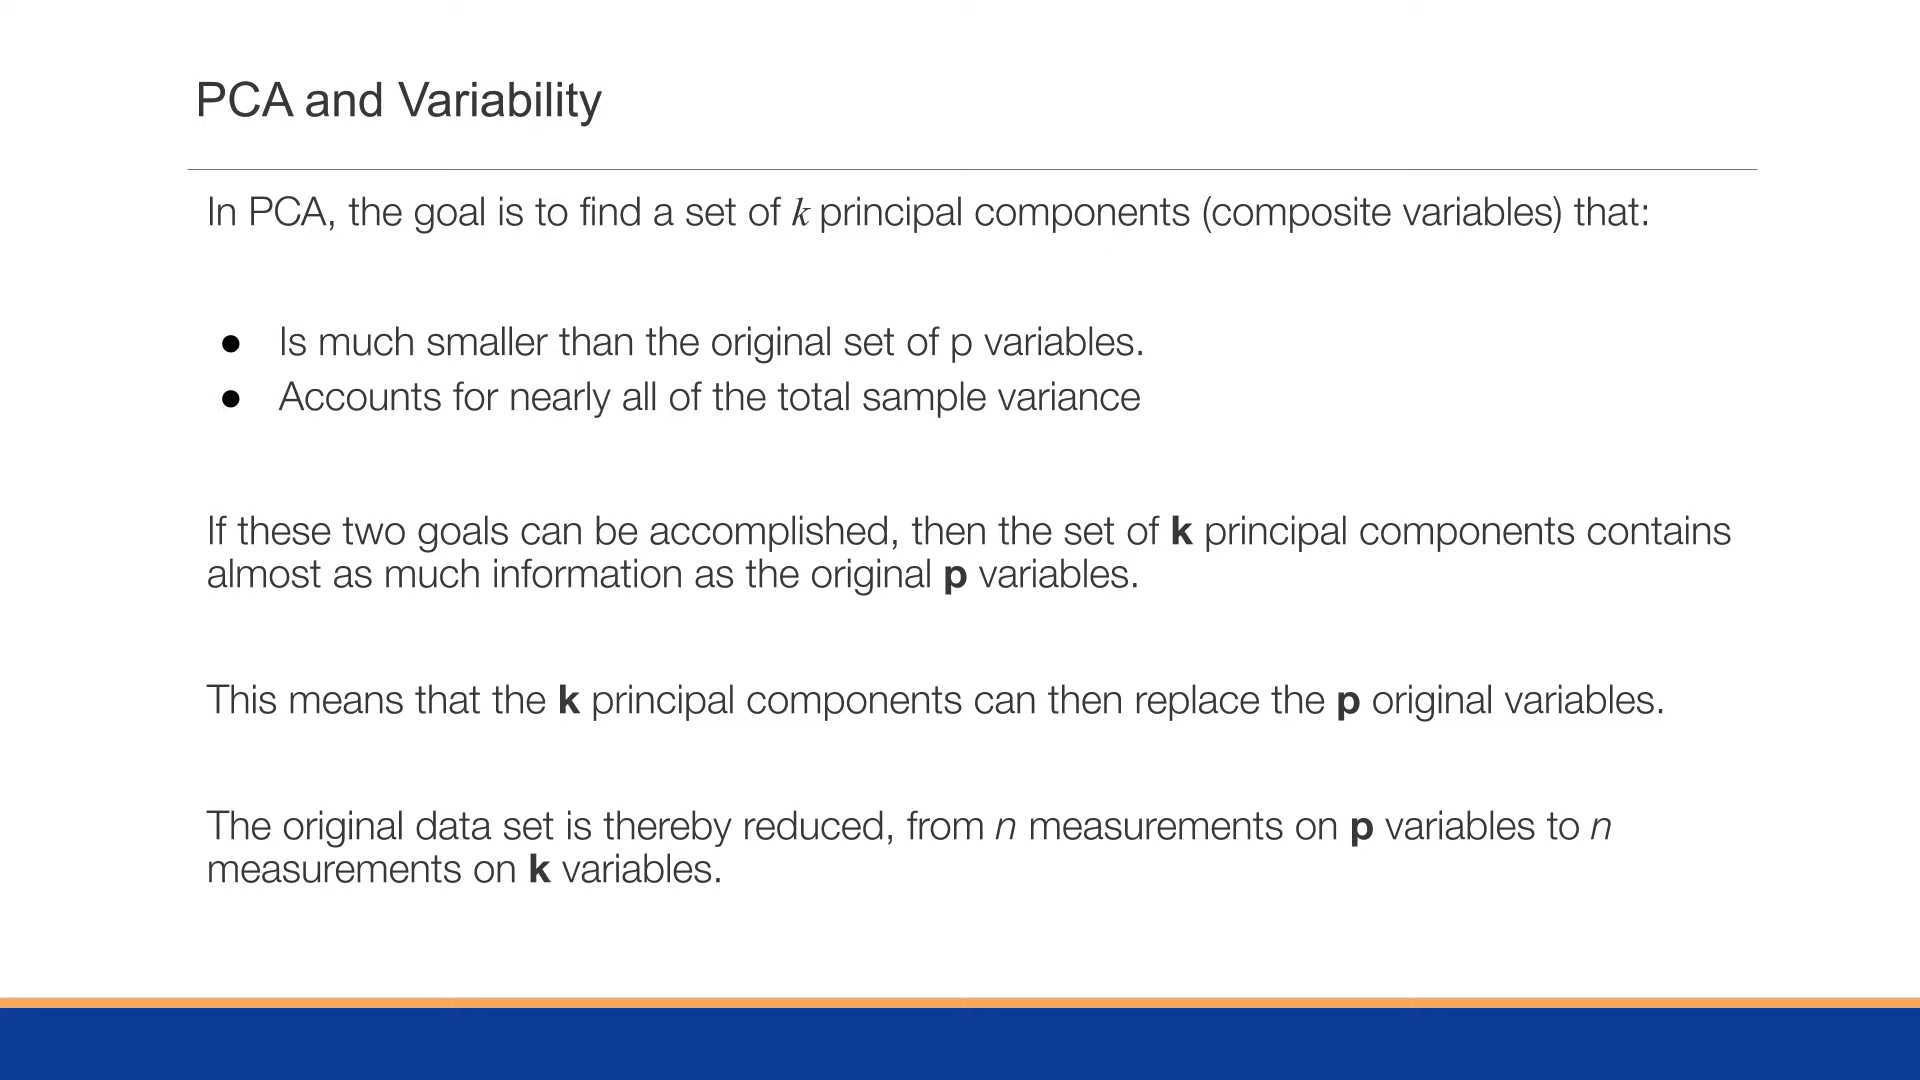 PCA and Variability
In PCA, the goal is to find a set of k principal components (composite variables) that:
● Is much smaller than the original set of p variables.
● Accounts for nearly all of the total sample variance
If these two goals can be accomplished, then the set of k principal components contains
almost as much information as the original p variables.
This means that the k principal components can then replace the p original variables.
The original data set is thereby reduced, from n measurements on p variables to n
measurements on k variables.